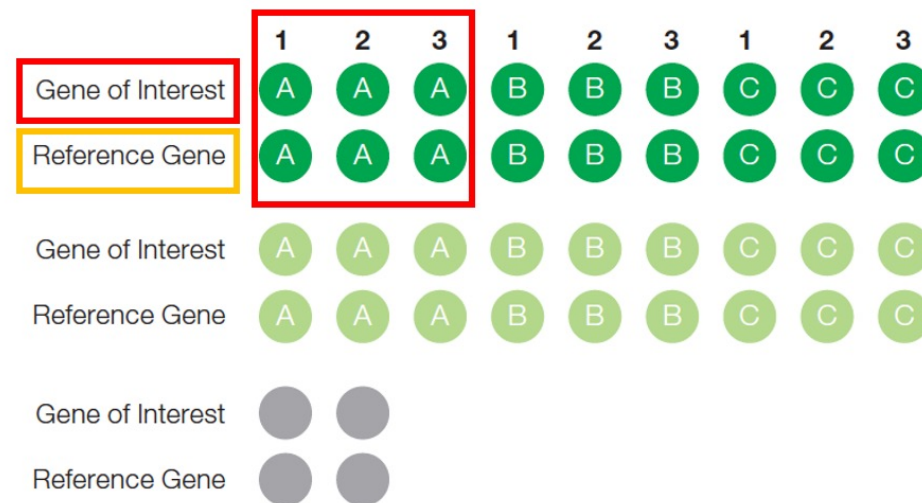 1 2 3 1 2 3 1 2 3
Gene of Interest A A A B B B C C C
Reference Gene A A A B B B C C C
Gene of Interest A A A B B B C C C
Reference Gene A A A B B B C C C
Gene of Interest
Reference Gene